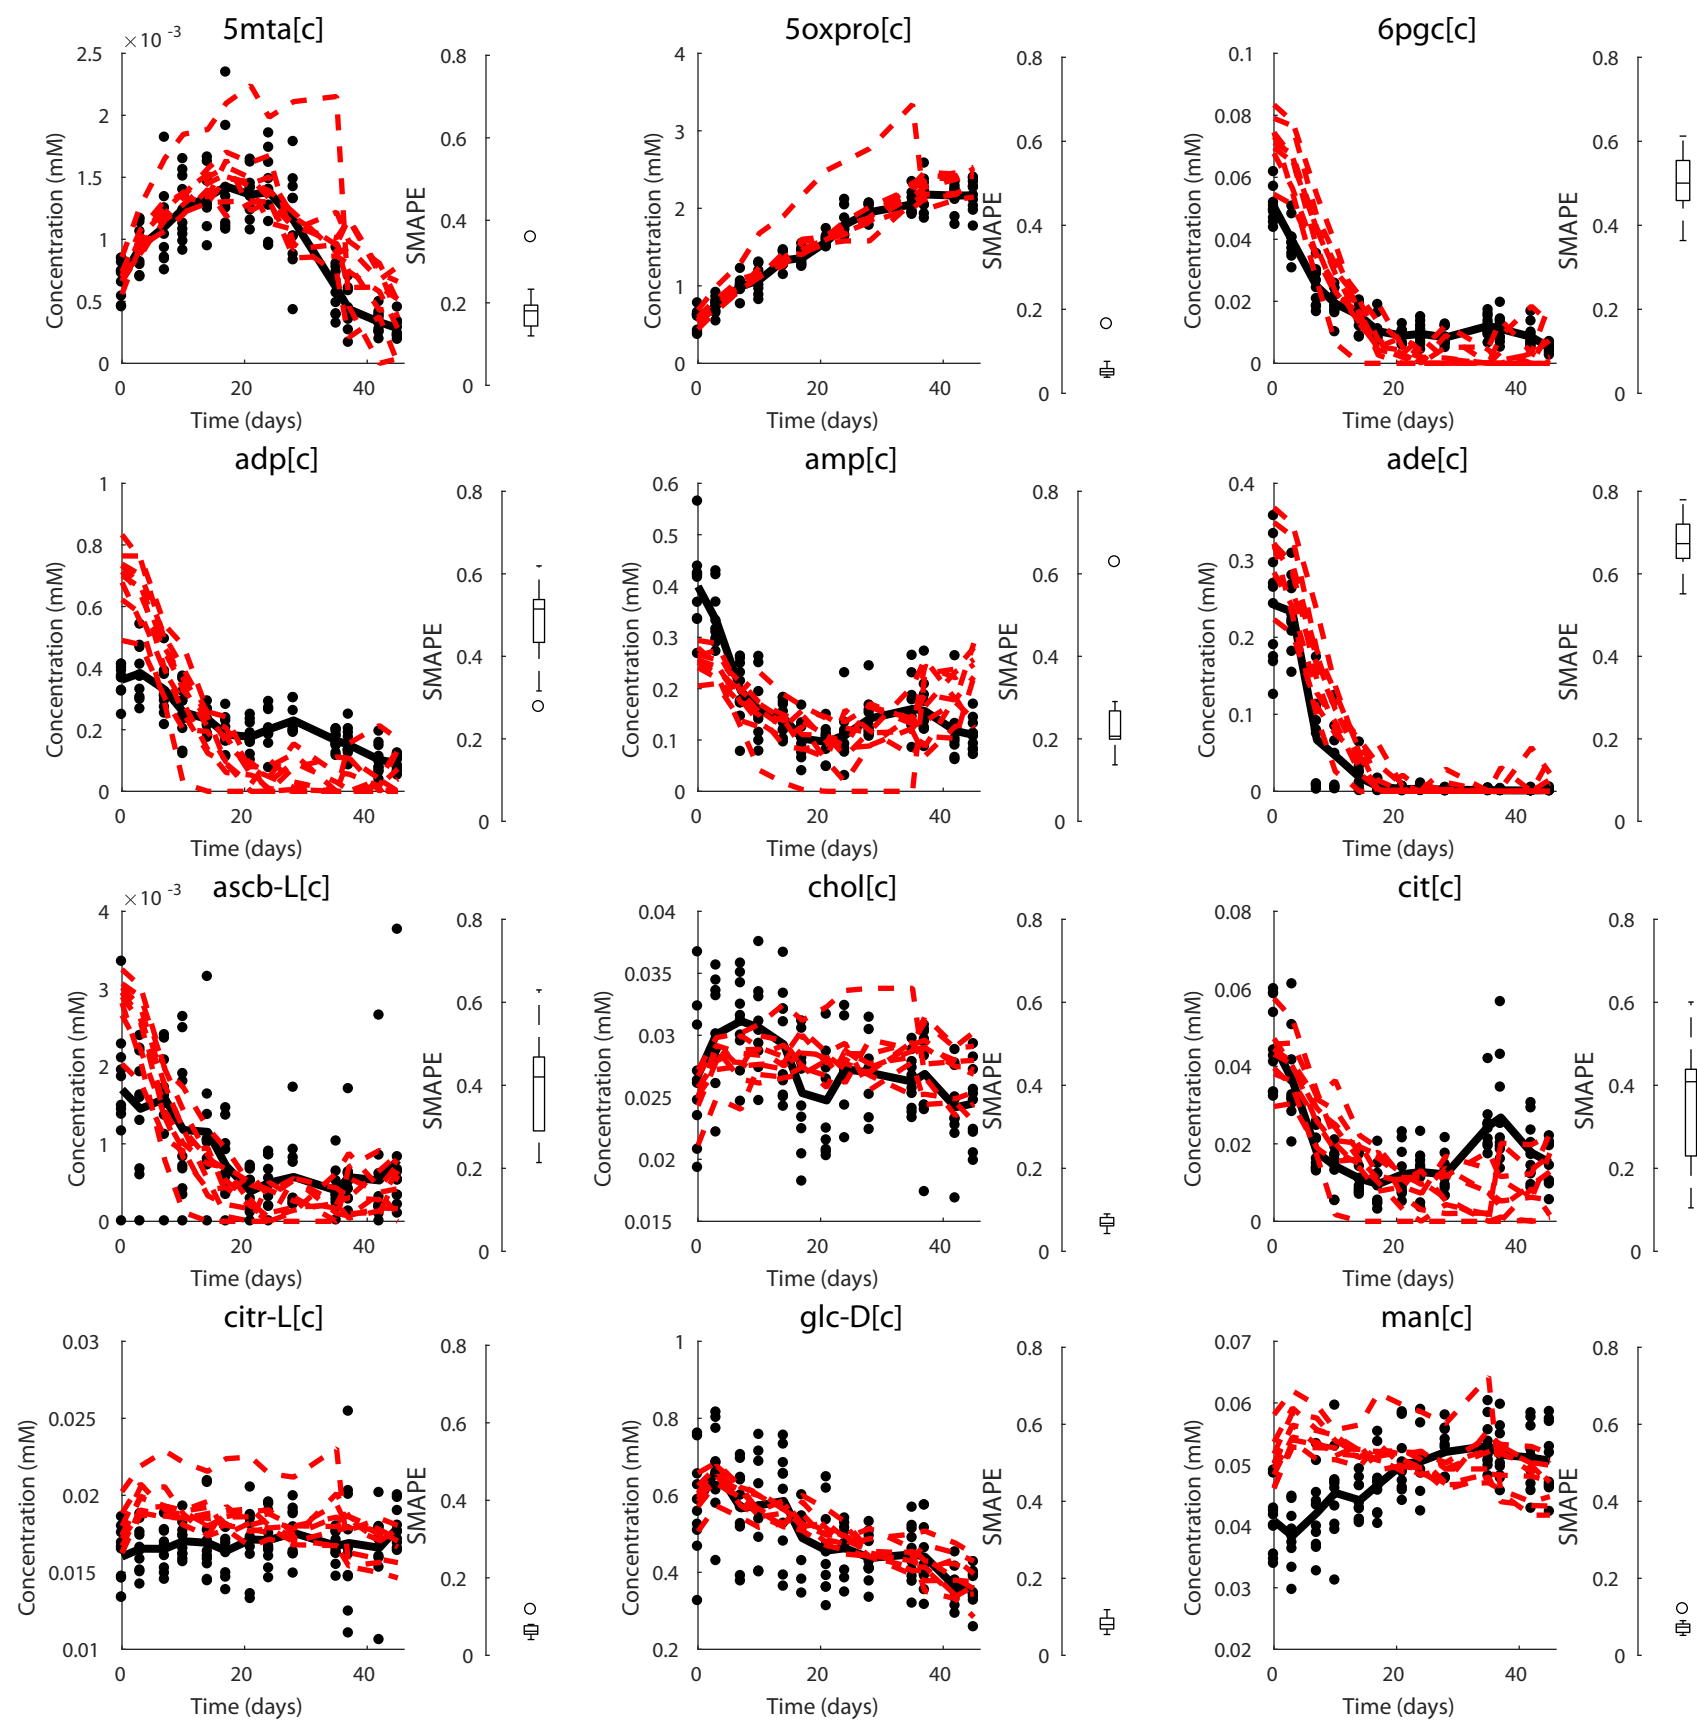 5mta[c] 5oxpro[c] 6pgc[c]
×10 -3
2.5 2 1.5 1 0.5 0
Concentration (mM)
0 20 40
Time (days)
0.8 0.6 0.4 0.2 0
SMAPE
4 3 2 1 0
Concentration (mM)
0 20 40
Time (days)
0.8 0.6 0.4 0.2 0
SMAPE
0.1 0.08 0.06 0.04 0.02 0
Concentration (mM)
0 20 40
Time (days)
0.8 0.6 0.4 0.2 0
SMAPE
adp[c] amp[c] ade[c]
1 0.8 0.6 0.4 0.2 0
Concentration (mM)
0 20 40
Time (days)
0.8 0.6 0.4 0.2 0
SMAPE
0.6 0.5 0.4 0.3 0.2 0.1 0
Concentration (mM)
0 20 40
Time (days)
0.8 0.6 0.4 0.2 0
SMAPE
0.4 0.3 0.2 0.1 0
Concentration (mM)
0 20 40
Time (days)
0.8 0.6 0.4 0.2 0
SMAPE
ascb-L[c] chol[c] cit[c]
×10 -3
4 3 2 1 0
Concentration (mM)
0 20 40
Time (days)
0.8 0.6 0.4 0.2 0
SMAPE
0.04 0.035 0.03 0.025 0.02 0.015
Concentration (mM)
0 20 40
Time (days)
0.8 0.6 0.4 0.2 0
SMAPE
0.08 0.06 0.04 0.02 0
Concentration (mM)
0 20 40
Time (days)
0.8 0.6 0.4 0.2 0
SMAPE
citr-L[c] glc-D[c] man[c]
0.03 0.025 0.02 0.015 0.01
Concentration (mM)
0 20 40
Time (days)
0.8 0.6 0.4 0.2 0
SMAPE
1 0.8 0.6 0.4 0.2
Concentration (mM)
0 20 40
Time (days)
0.8 0.6 0.4 0.2 0
SMAPE
0.07 0.06 0.05 0.04 0.03 0.02
Concentration (mM)
0 20 40
Time (days)
0.8 0.6 0.4 0.2 0
SMAPE